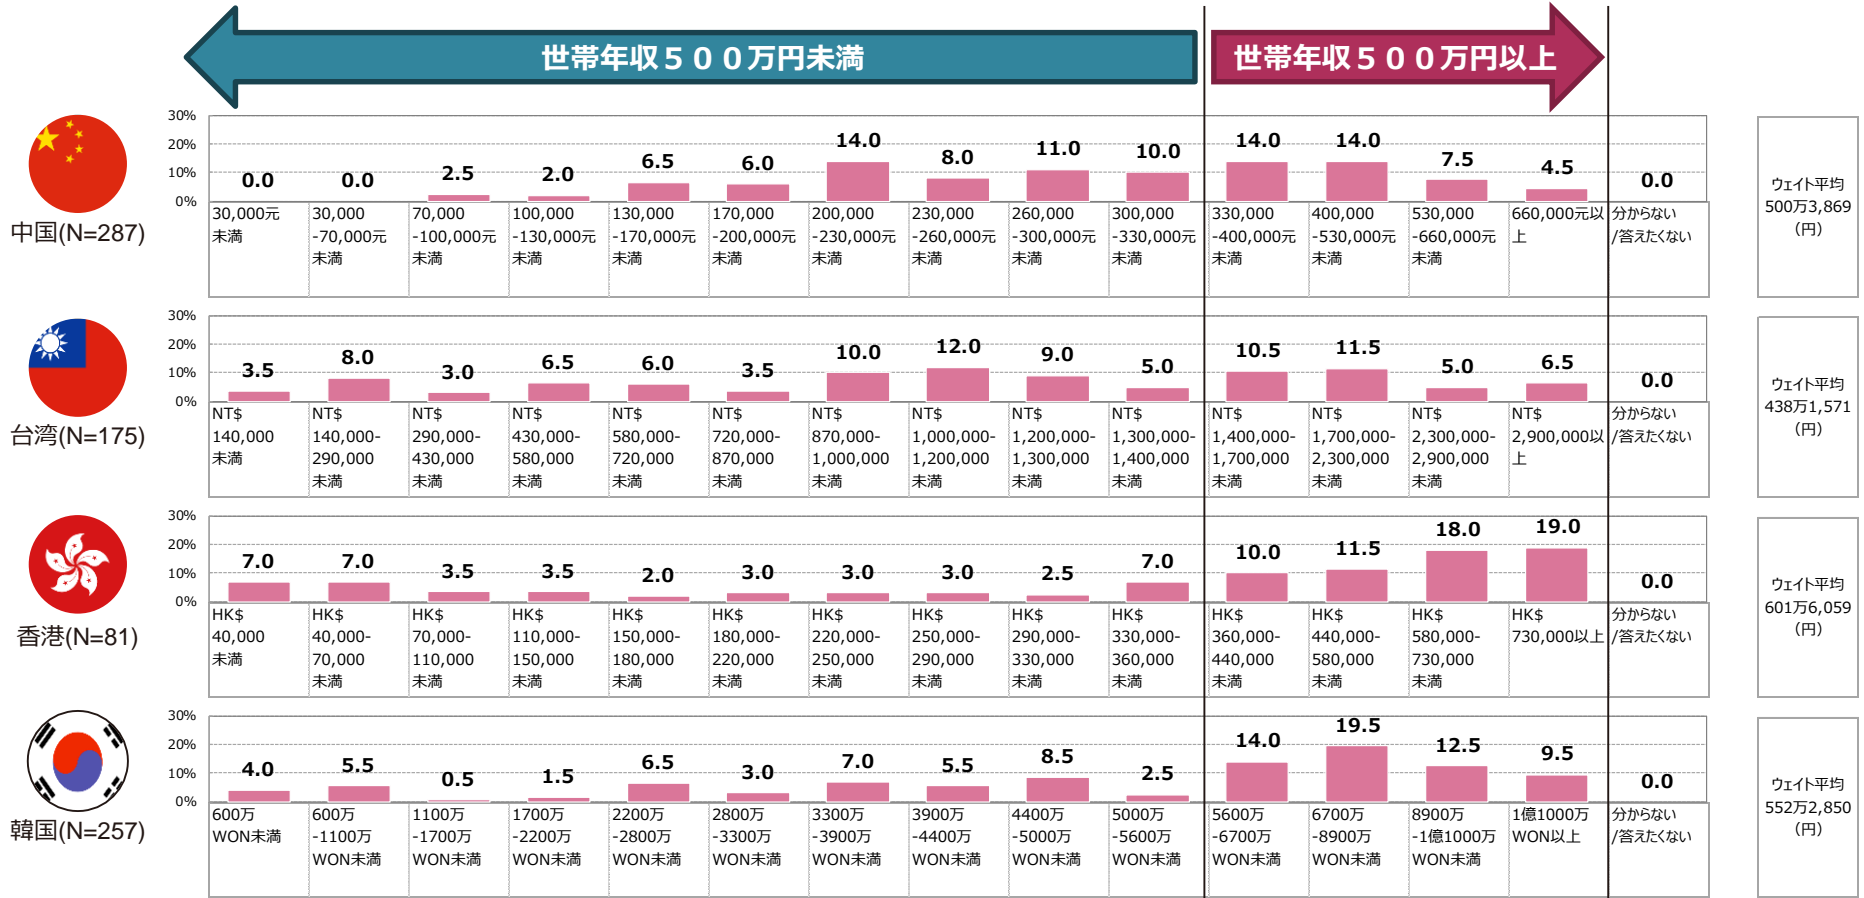 世帯年収５００万円未満
世帯年収５００万円以上
30%
20%
10%
0%
0.0
0.0
2.5
2.0
6.5
6.0
14.0
8.0
11.0
10.0
14.0
14.0
7.5
4.5
0.0
中国(N=287)
30,000元
未満
30,000
-70,000元
未満
70,000
-100,000元
未満
100,000
-130,000元
未満
130,000
-170,000元
未満
170,000
-200,000元
未満
200,000
-230,000元
未満
230,000
-260,000元
未満
260,000
-300,000元
未満
300,000
-330,000元
未満
330,000
-400,000元
未満
400,000
-530,000元
未満
530,000
-660,000元
未満
660,000元以
上
分からない
/答えたくない
ウェイト平均
500万3,869
（円）
30%
20%
10%
0%
3.5
8.0
3.0
6.5
6.0
3.5
10.0
12.0
9.0
5.0
10.5
11.5
5.0
6.5
0.0
台湾(N=175)
NT$
140,000
未満
NT$
140,000-
290,000
未満
NT$
290,000-
430,000
未満
NT$
430,000-
580,000
未満
NT$
580,000-
720,000
未満
NT$
720,000-
870,000
未満
NT$
870,000-
1,000,000
未満
NT$
1,000,000-
1,200,000
未満
NT$
1,200,000-
1,300,000
未満
NT$
1,300,000-
1,400,000
未満
NT$
1,400,000-
1,700,000
未満
NT$
1,700,000-
2,300,000
未満
NT$
2,300,000-
2,900,000
未満
NT$
2,900,000以
上
分からない
/答えたくない
ウェイト平均
438万1,571
（円）
30%
20%
10%
0%
7.0
7.0
3.5
3.5
2.0
3.0
3.0
3.0
2.5
7.0
10.0
11.5
18.0
19.0
0.0
香港(N=81)
HK$
40,000
未満
HK$
40,000-
70,000
未満
HK$
70,000-
110,000
未満
HK$
110,000-
150,000
未満
HK$
150,000-
180,000
未満
HK$
180,000-
220,000
未満
HK$
220,000-
250,000
未満
HK$
250,000-
290,000
未満
HK$
290,000-
330,000
未満
HK$
330,000-
360,000
未満
HK$
360,000-
440,000
未満
HK$
440,000-
580,000
未満
HK$
580,000-
730,000
未満
HK$
730,000以上
分からない
/答えたくない
ウェイト平均
601万6,059
（円）
30%
20%
10%
0%
4.0
5.5
0.5
1.5
6.5
3.0
7.0
5.5
8.5
2.5
14.0
19.5
12.5
9.5
0.0
韓国(N=257)
600万
WON未満
600万
-1100万
WON未満
1100万
-1700万
WON未満
1700万
-2200万
WON未満
2200万
-2800万
WON未満
2800万
-3300万
WON未満
3300万
-3900万
WON未満
3900万
-4400万
WON未満
4400万
-5000万
WON未満
5000万
-5600万
WON未満
5600万
-6700万
WON未満
6700万
-8900万
WON未満
8900万
-1億1000万
WON未満
1億1000万
WON以上
分からない
/答えたくない
ウェイト平均
552万2,850
（円）